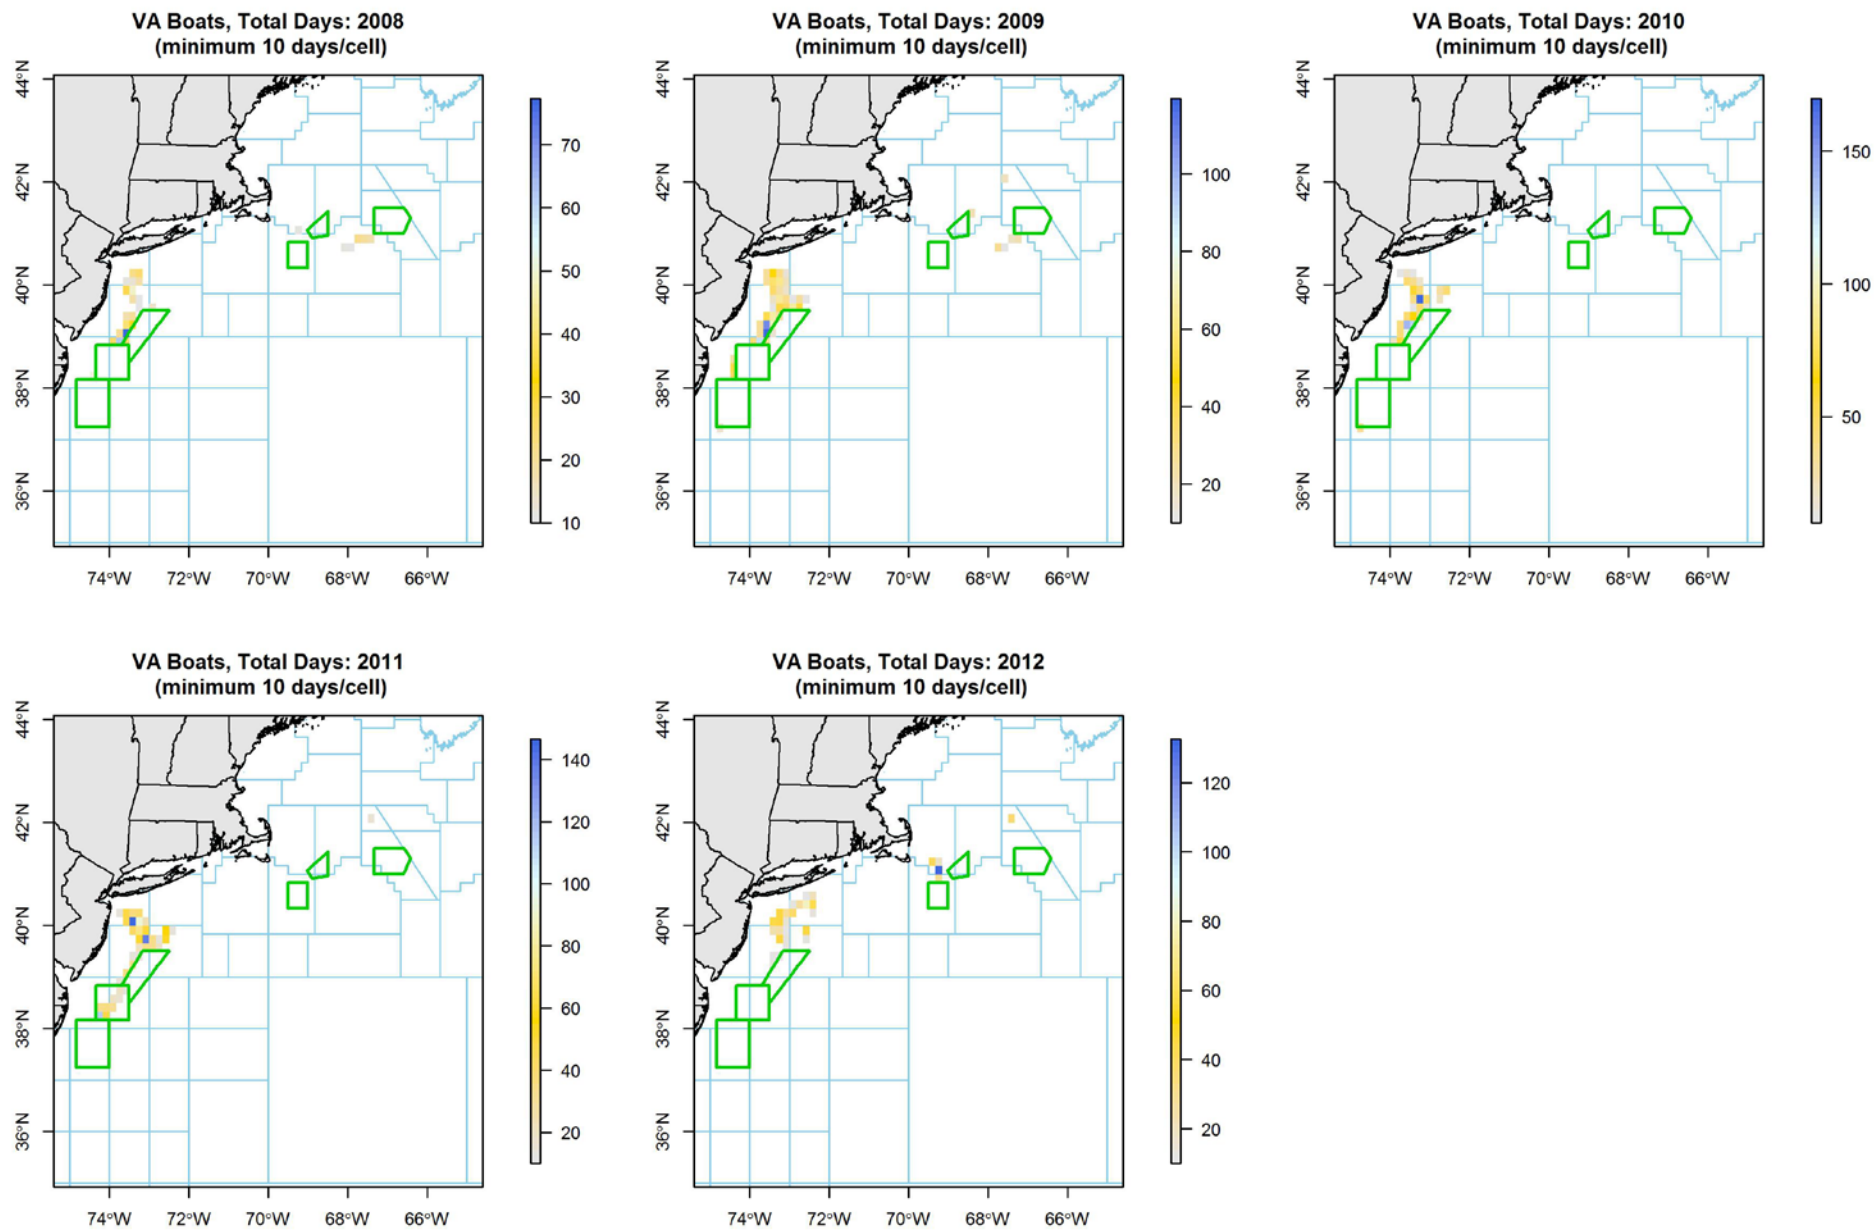 VA Boats, Total Days: 2008
(minimum 10 days/cell)
44°N
42°N
40°N
38°N
36°N
74°W 72°W 70°W 68°W 66°W
70
60
50
40
30
20
10
VA Boats, Total Days: 2009
(minimum 10 days/cell)
44°N
42°N
40°N
38°N
36°N
74°W 72°W 70°W 68°W 66°W
100
80
60
40
20
VA Boats, Total Days: 2010
(minimum 10 days/cell)
44°N
42°N
40°N
38°N
36°N
74°W 72°W 70°W 68°W 66°W
150
100
50
VA Boats, Total Days: 2011
(minimum 10 days/cell)
44°N
42°N
40°N
38°N
36°N
74°W 72°W 70°W 68°W 66°W
140
120
100
80
60
40
20
VA Boats, Total Days: 2012
(minimum 10 days/cell)
44°N
42°N
40°N
38°N
36°N
74°W 72°W 70°W 68°W 66°W
120
100
80
60
40
20